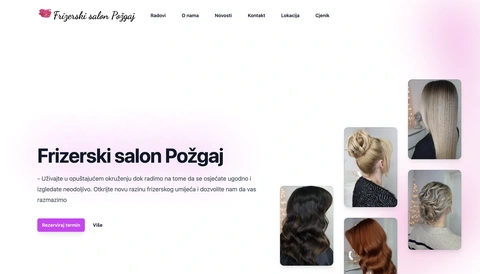 Frizerski salon Požgaj
Radovi
O nama
Novosti
Kontakt
Lokacija
Cjenik
Frizerski salon Požgaj
- Uživajte u opuštajućem okruženju dok radimo na tome da se osjećate ugodno i
izgledate neodoljivo. Otkrijte novu razinu frizerskog umijeća i dozvolite nam da vas
razmazimo
Rezerviraj termin
Više